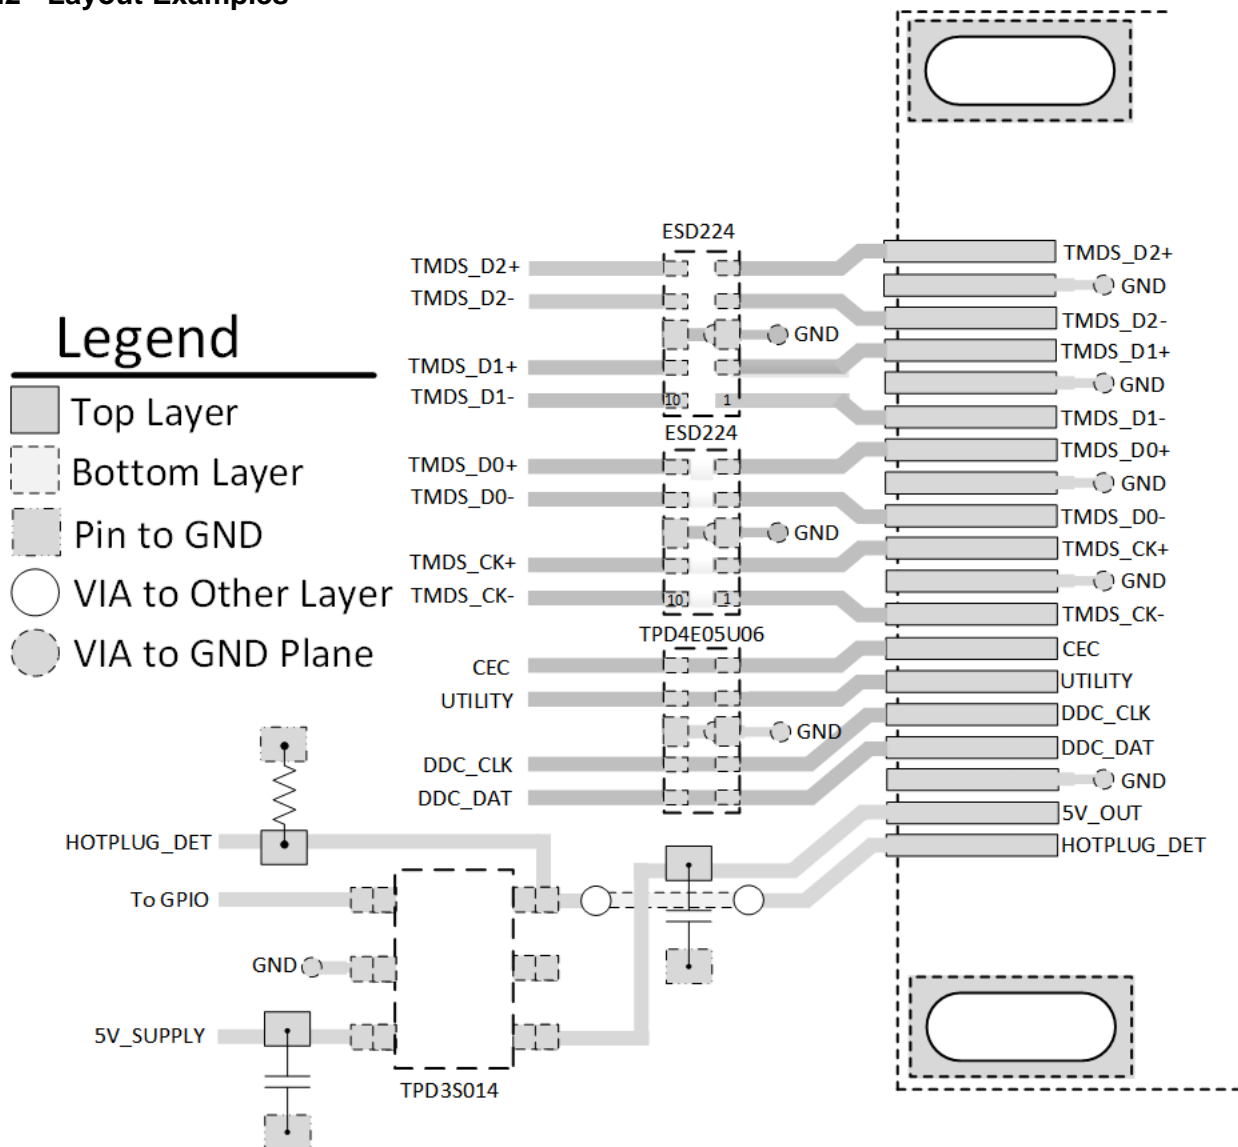 Layout Examples
ESD224
TMDS_D2+
TMDS_D2+
TMDS_D2-
GND
TMDS_D2-
GND
TMDS_D1+
TMDS_D1+
GND
TMDS_D1-
10
1
TMDS_D1-
ESD224
TMDS_D0+
TMDS_D0+
TMDS_D0-
GND
TMDS_D0-
GND
TMDS_CK+
TMDS_CK+
GND
TMDS_CK-
10
1
TMDS_CK-
TPD4E05U06
CEC
CEC
UTILITY
UTILITY
GND
DDC_CLK
DDC_CLK
DDC_DAT
DDC_DAT
GND
5V_OUT
HOTPLUG_DET
HOTPLUG_DET
To GPIO
GND
5V_SUPPLY
TPD3S014
Legend
Top Layer
Bottom Layer
Pin to GND
VIA to Other Layer
VIA to GND Plane